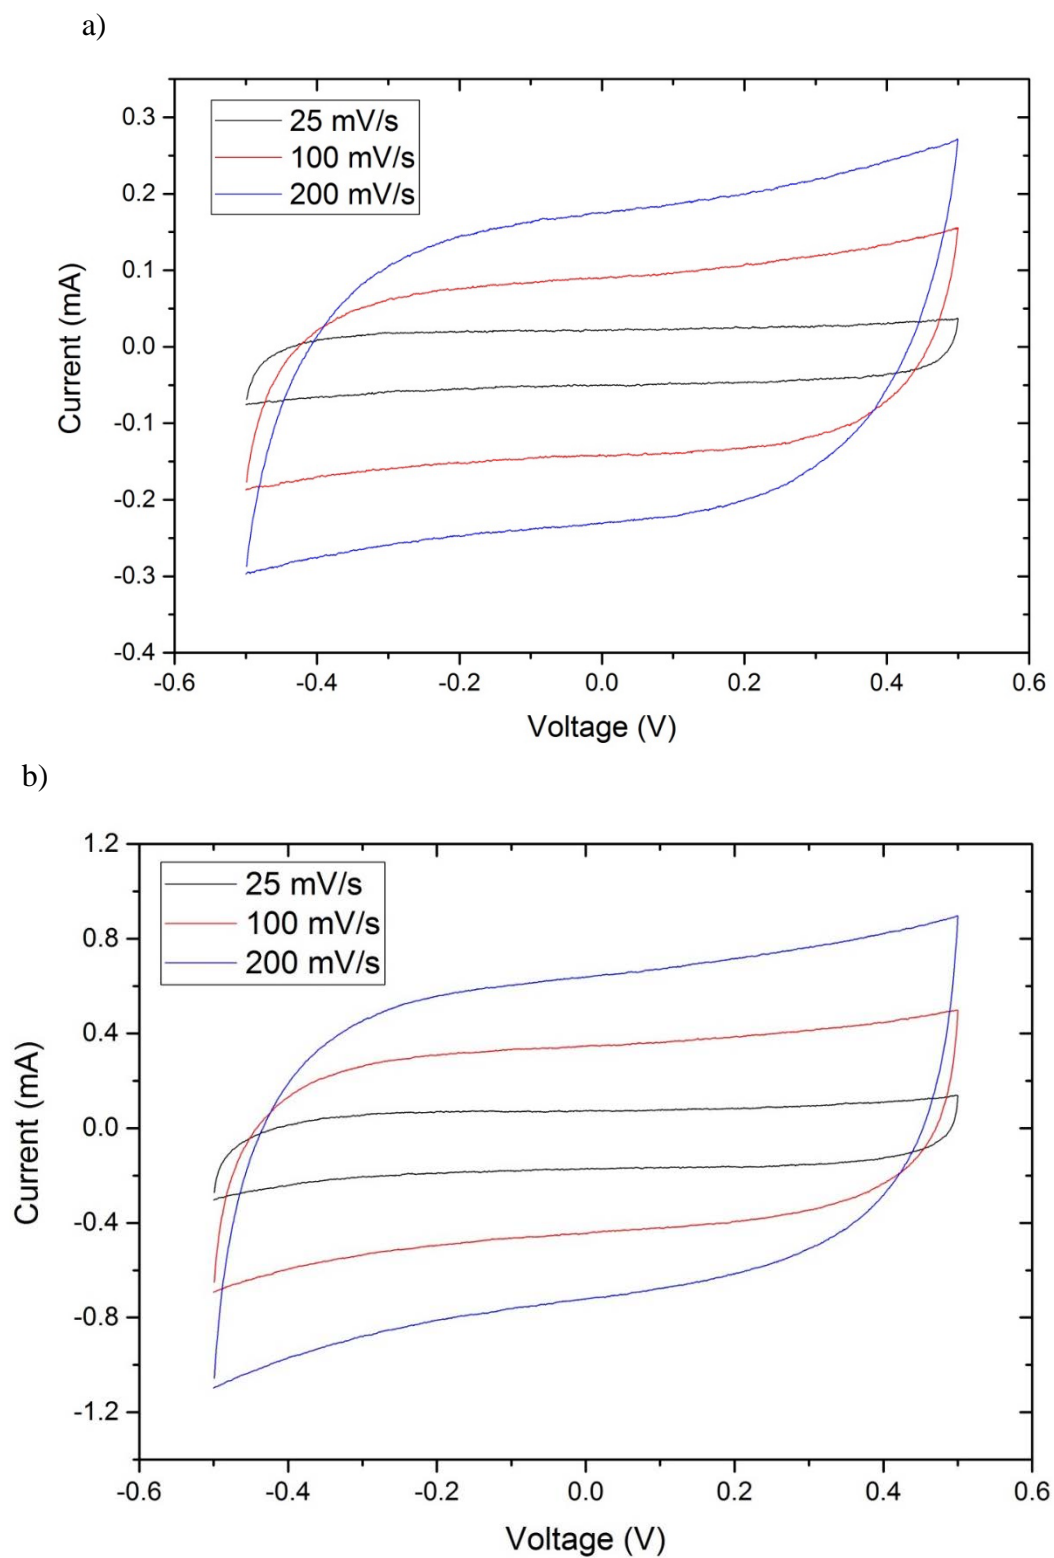 a)
25 mV/s
100 mV/s
200 mV/s
0.3
0.2
0.1
0.0
-0.1
-0.2
-0.3
-0.4
Current (mA)
-0.6 -0.4 -0.2 0.0 0.2 0.4 0.6
Voltage (V)
b)
25 mV/s
100 mV/s
200 mV/s
1.2
0.8
0.4
0.0
-0.4
-0.8
-1.2
Current (mA)
-0.6 -0.4 -0.2 0.0 0.2 0.4 0.6
Voltage (V)